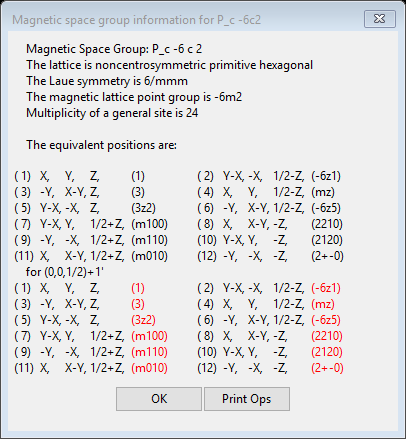 Magnetic space group information for P_c -6c2
Magnetic Space Group: P_c -6 c 2
The lattice is noncentrosymmetric primitive hexagonal
The Laue symmetry is 6/mmm
The magnetic lattice point group is -6m2
Multiplicity of a general site is 24
The equivalent positions are:
( 1) X, Y, Z, (1) ( 2) Y-X, -X, 1/2-Z, (-6z1)
( 3) -Y, X-Y, Z, (3) ( 4) X, Y, 1/2-Z, (mz)
( 5) Y-X, -X, Z, (3z2) ( 6) -Y, X-Y, 1/2-Z, (-6z5)
( 7) Y-X, Y, 1/2+Z, (m100) ( 8) X, X-Y, -Z, (2210)
( 9) -Y, -X, 1/2+Z, (m110) (10) Y-X, Y, -Z, (2120)
(11) X, X-Y, 1/2+Z, (m010) (12) -Y, -X, -Z, (2+-0)
for (0,0,1/2)+1'
( 1) X, Y, Z, (1) ( 2) Y-X, -X, 1/2-Z, (-6z1)
( 3) -Y, X-Y, Z, (3) ( 4) X, Y, 1/2-Z, (mz)
( 5) Y-X, -X, Z, (3z2) ( 6) -Y, X-Y, 1/2-Z, (-6z5)
( 7) Y-X, Y, 1/2+Z, (m100) ( 8) X, X-Y, -Z, (2210)
( 9) -Y, -X, 1/2+Z, (m110) (10) Y-X, Y, -Z, (2120)
(11) X, X-Y, 1/2+Z, (m010) (12) -Y, -X, -Z, (2+-0)
OK Print Ops